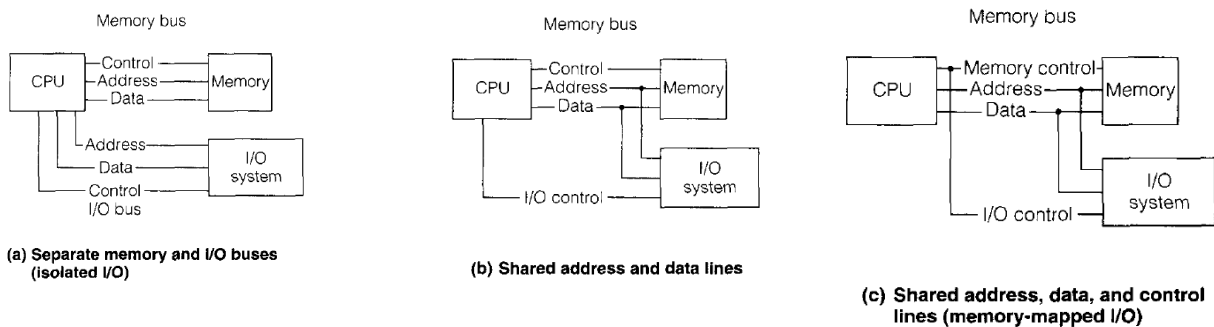 Memory bus
CPU
Control
Address
Data
Memory
Address
Data
Control
I/O bus
I/O
system
(a) Separate memory and I/O buses
(isolated I/O)
Memory bus
CPU
Control
Address
Data
Memory
I/O
system
I/O control
(b) Shared address and data lines
Memory bus
CPU
Memory control
Address
Data
Memory
I/O
system
I/O control
(c) Shared address, data, and control
lines (memory-mapped I/O)